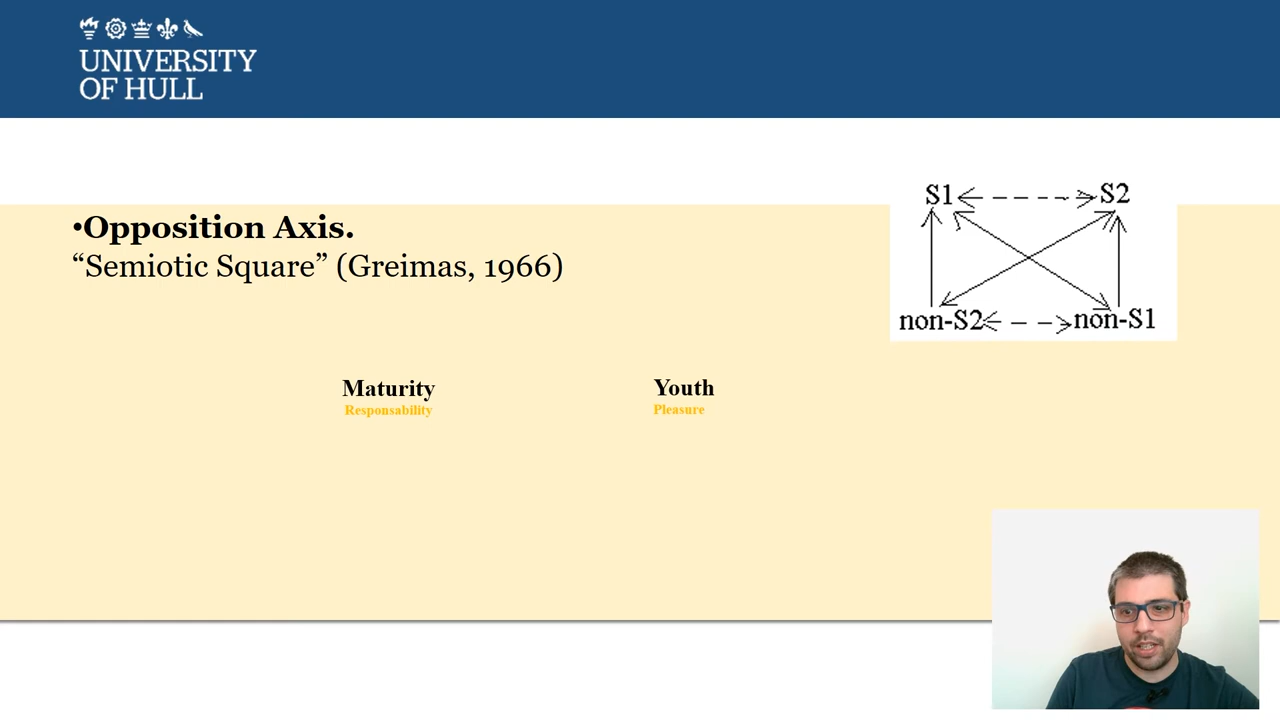 UNIVERSITY
OF HULL
S1 S2
•Opposition Axis.
“Semiotic Square” (Greimas, 1966)
non-S2 non-S1
Maturity Youth
Responsability Pleasure